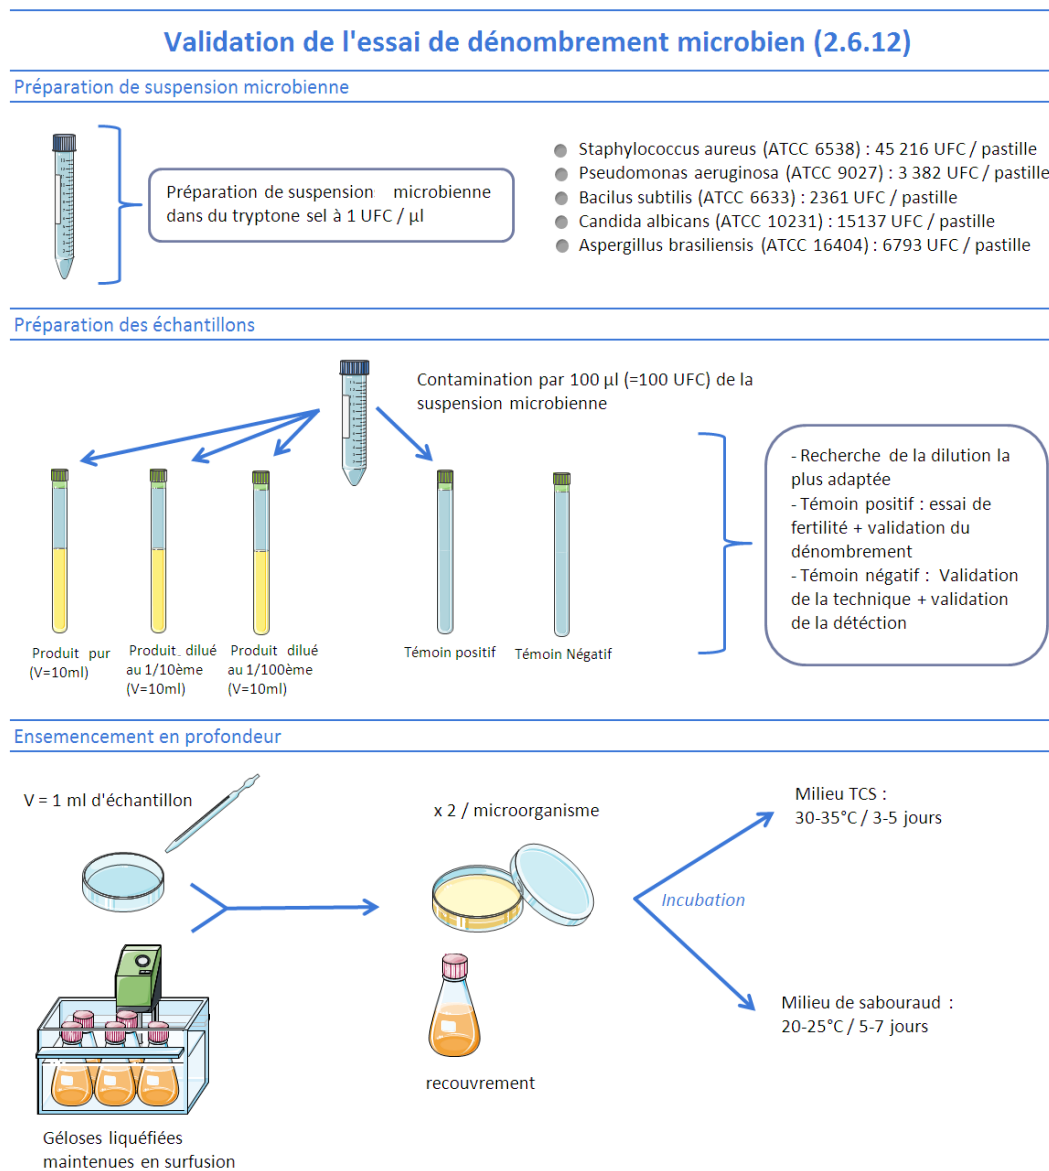 Validation de l'essai de dénombrement microbien (2.6.12)
Préparation de suspension microbienne
Préparation de suspension microbienne
dans du tryptone sel à 1 UFC / µl
Staphylococcus aureus (ATCC 6538) : 45 216 UFC / pastille
Pseudomonas aeruginosa (ATCC 9027) : 3 382 UFC / pastille
Bacilus subtilis (ATCC 6633) : 2361 UFC / pastille
Candida albicans (ATCC 10231) : 15137 UFC / pastille
Aspergillus brasiliensis (ATCC 16404) : 6793 UFC / pastille
Préparation des échantillons
Contamination par 100 µl (=100 UFC) de la
suspension microbienne
Produit pur
(V=10ml)
Produit dilué
au 1/10ème
(V=10ml)
Produit dilué
au 1/100ème
(V=10ml)
Témoin positif
Témoin Négatif
- Recherche de la dilution la
plus adaptée
- Témoin positif : essai de
fertilité + validation du
dénombrement
- Témoin négatif : Validation
de la technique + validation
de la détéction
Ensemencement en profondeur
V = 1 ml d'échantillon
x 2 / microorganisme
Milieu TCS :
30-35°C / 3-5 jours
Incubation
Milieu de sabouraud :
20-25°C / 5-7 jours
recouvrement
Géloses liquéfiées
maintenues en surfusion